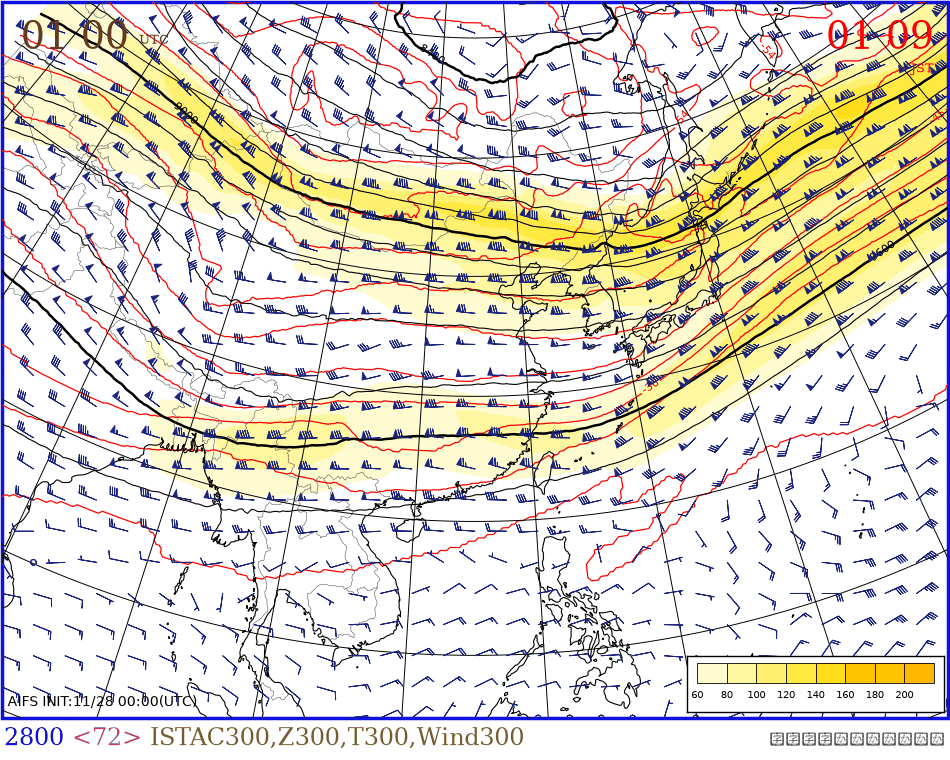 01 00 UTC
01 09 JST
-54
9000
9600
60 80 100 120 140 160 180 200
AIFS INIT:11/28 00:00(UTC)
2800 <72> ISTAC300,Z300,T300,Wind300